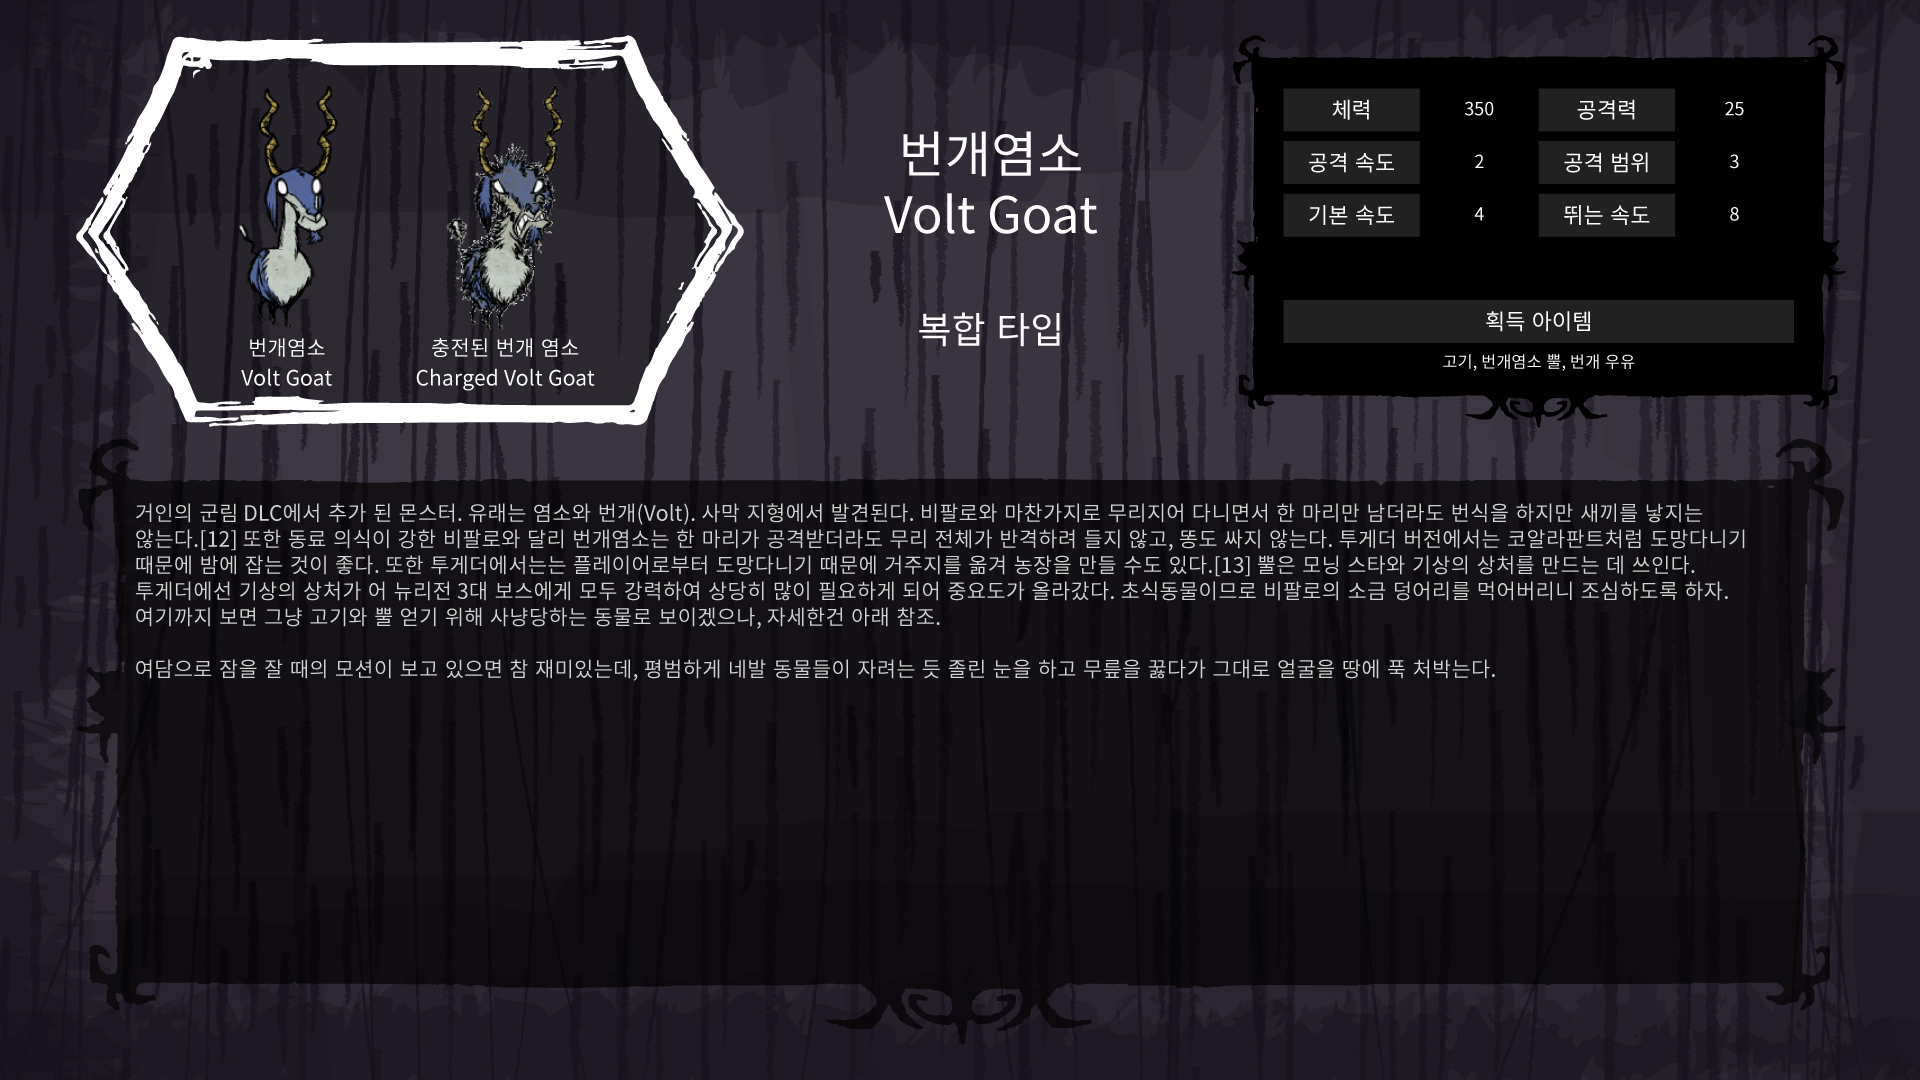 번개염소
Volt Goat
충전된 번개 염소
Charged Volt Goat
번개염소
Volt Goat
복합 타입
체력 350 공격력 25
공격 속도 2 공격 범위 3
기본 속도 4 뛰는 속도 8
획득 아이템
고기, 번개염소 뿔, 번개 우유
거인의 군림 DLC에서 추가 된 몬스터. 유래는 염소와 번개(Volt). 사막 지형에서 발견된다. 비팔로와 마찬가지로 무리지어 다니면서 한 마리만 남더라도 번식을 하지만 새끼를 낳지는
않는다.[12] 또한 동료 의식이 강한 비팔로와 달리 번개염소는 한 마리가 공격받더라도 무리 전체가 반격하려 들지 않고, 똥도 싸지 않는다. 투게더 버전에서는 코알라판트처럼 도망다니기
때문에 밤에 잡는 것이 좋다. 또한 투게더에서는는 플레이어로부터 도망다니기 때문에 거주지를 옮겨 농장을 만들 수도 있다.[13] 뿔은 모닝 스타와 기상의 상처를 만드는 데 쓰인다.
투게더에선 기상의 상처가 어 뉴리전 3대 보스에게 모두 강력하여 상당히 많이 필요하게 되어 중요도가 올라갔다. 초식동물이므로 비팔로의 소금 덩어리를 먹어버리니 조심하도록 하자.
여기까지 보면 그냥 고기와 뿔 얻기 위해 사냥당하는 동물로 보이겠으나, 자세한건 아래 참조.
여담으로 잠을 잘 때의 모션이 보고 있으면 참 재미있는데, 평범하게 네발 동물들이 자려는 듯 졸린 눈을 하고 무릎을 꿇다가 그대로 얼굴을 땅에 푹 처박는다.